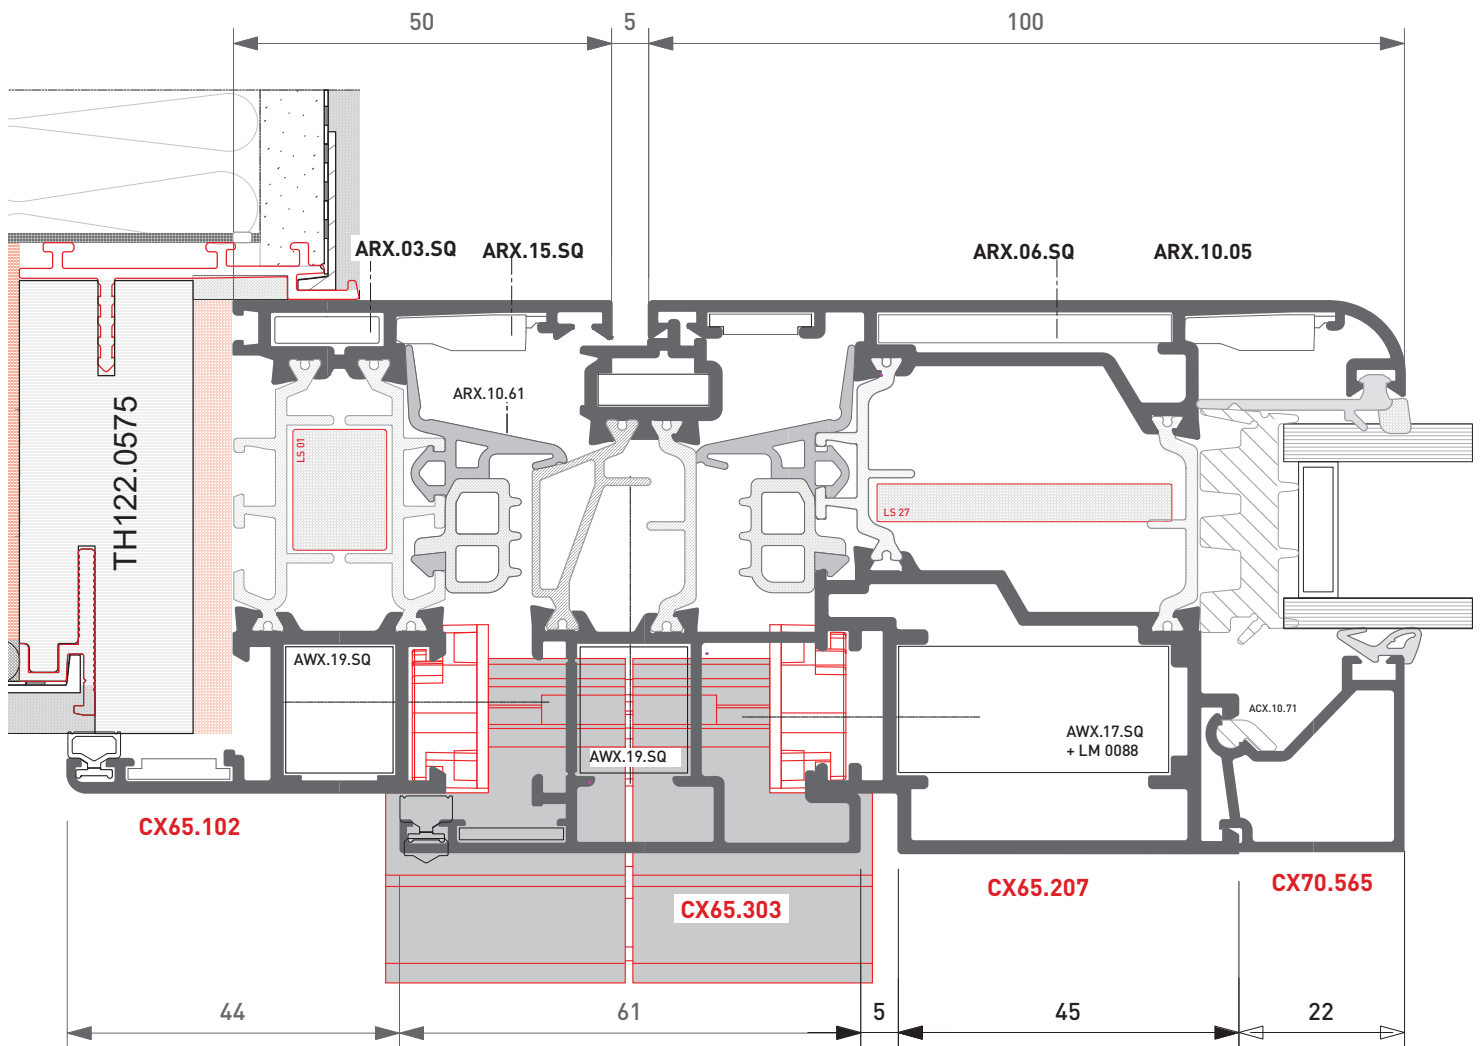 50
5
100
ARX.03.SQ
ARX.15.SQ
ARX.06.SQ
ARX.10.05
ARX.10.61
TH122.0575
LS 01
LS 27
AWX.19.SQ
AWX.19.SQ
AWX.17.SQ
+ LM 0088
ACX.10.71
CX65.102
CX65.303
CX65.207
CX70.565
44
61
5
45
22